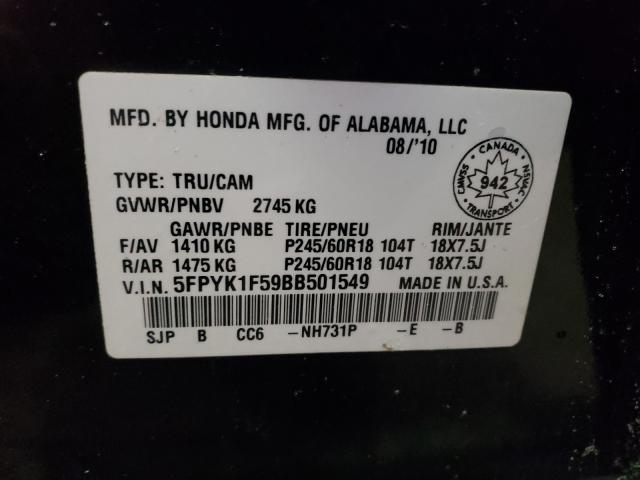 MFD. BY HONDA MFG. OF ALABAMA, LLC
08/'10
TYPE: TRU/CAM
GVWR/PNBV 2745 KG
GAWR/PNBE TIRE/PNEU RIM/JANTE
F/AV 1410 KG P245/60R18 104T 18X7.5J
R/AR 1475 KG P245/60R18 104T 18X7.5J
V.I.N. 5FPYK1F59BB501549 MADE IN U.S.A.
SJP B CC6 -NH731P -E -B
CANADA
CMVSS 942 NSVAC
TRANSPORT